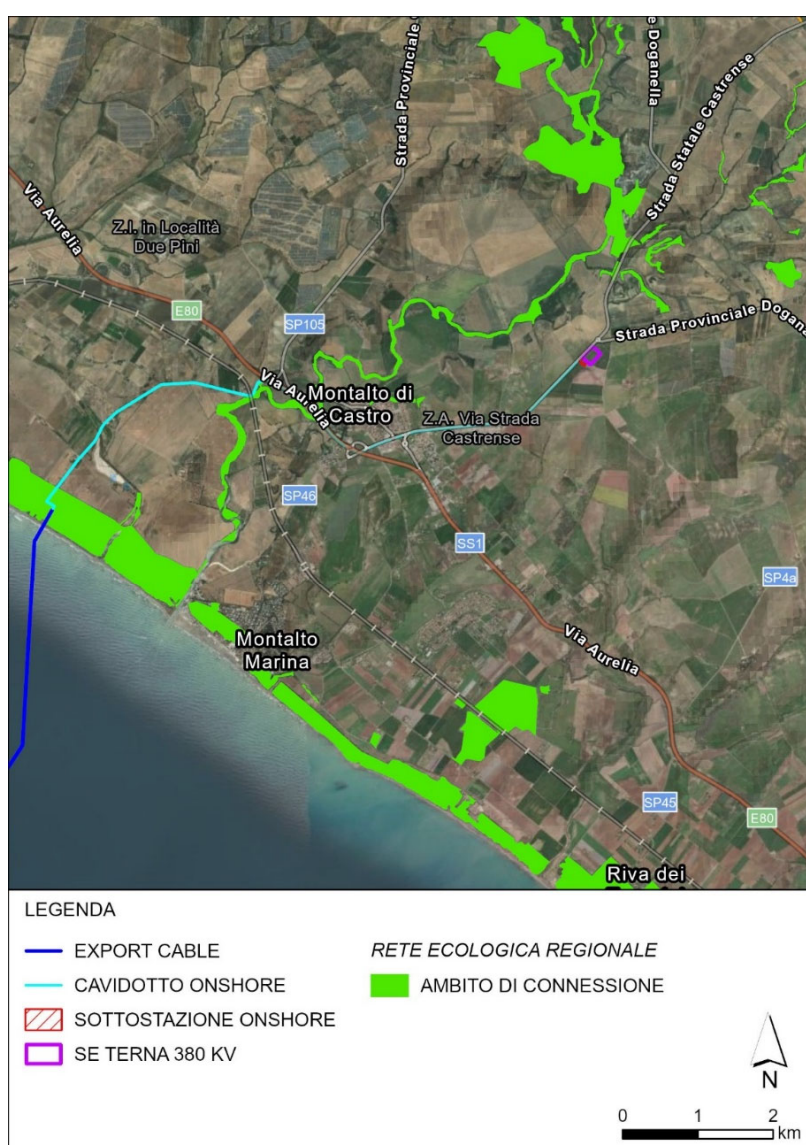 Strada Provinciale
e Doganella
Strada Statale Castrense
Via Aurelia
Z.I. in Località
Due Pini
E80
SP105
Strada Provinciale Dogan
Via Aurelia
Montalto di
Castro
Z.A. Via Strada
Castrense
SP46
SS1
SP4a
Montalto
Marina
Via Aurelia
SP45
E80
Riva dei
LEGENDA
EXPORT CABLE
CAVIDOTTO ONSHORE
SOTTOSTAZIONE ONSHORE
SE TERNA 380 KV
RETE ECOLOGICA REGIONALE
AMBITO DI CONNESSIONE
N
0 1 2
km